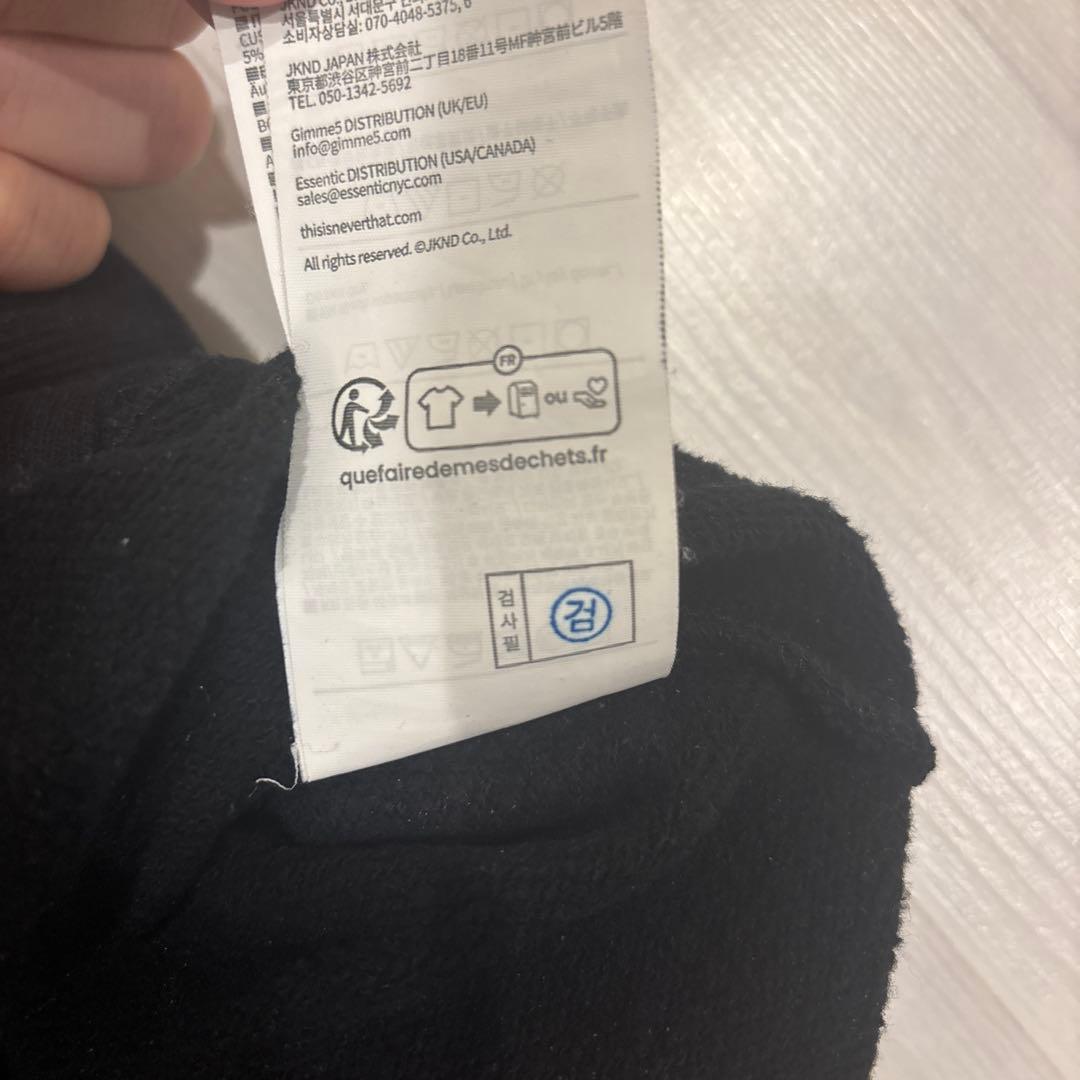 CUS
5%
서울특별시 서대문구
소비자상담실: 070-4048-5375, 6
JKND JAPAN 株式会社
東京都渋谷区神宮前二丁目18番11号MF神宮前ビル5階
TEL. 050-1342-5692
Gimme5 DISTRIBUTION (UK/EU)
info@gimme5.com
Essentic DISTRIBUTION (USA/CANADA)
sales@essenticnyc.com
thisisneverthat.com
All rights reserved. ©JKND Co., Ltd.
FR
ou
quefairedemesdechets.fr
검사필
검